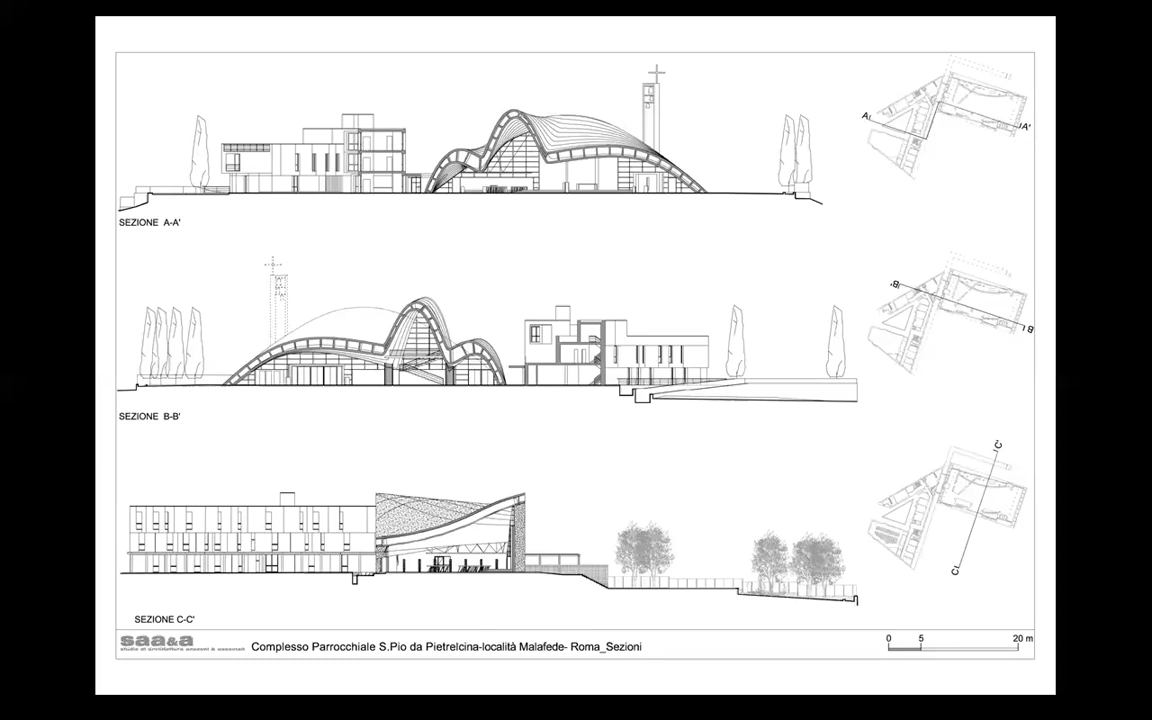 A
A'
SEZIONE A-A'
B'
B
SEZIONE B-B'
C'
C
SEZIONE C-C'
saa&a
Complesso Parrocchiale S.Pio da Pietrelcina-località Malafede- Roma_Sezioni
0 5 20 m